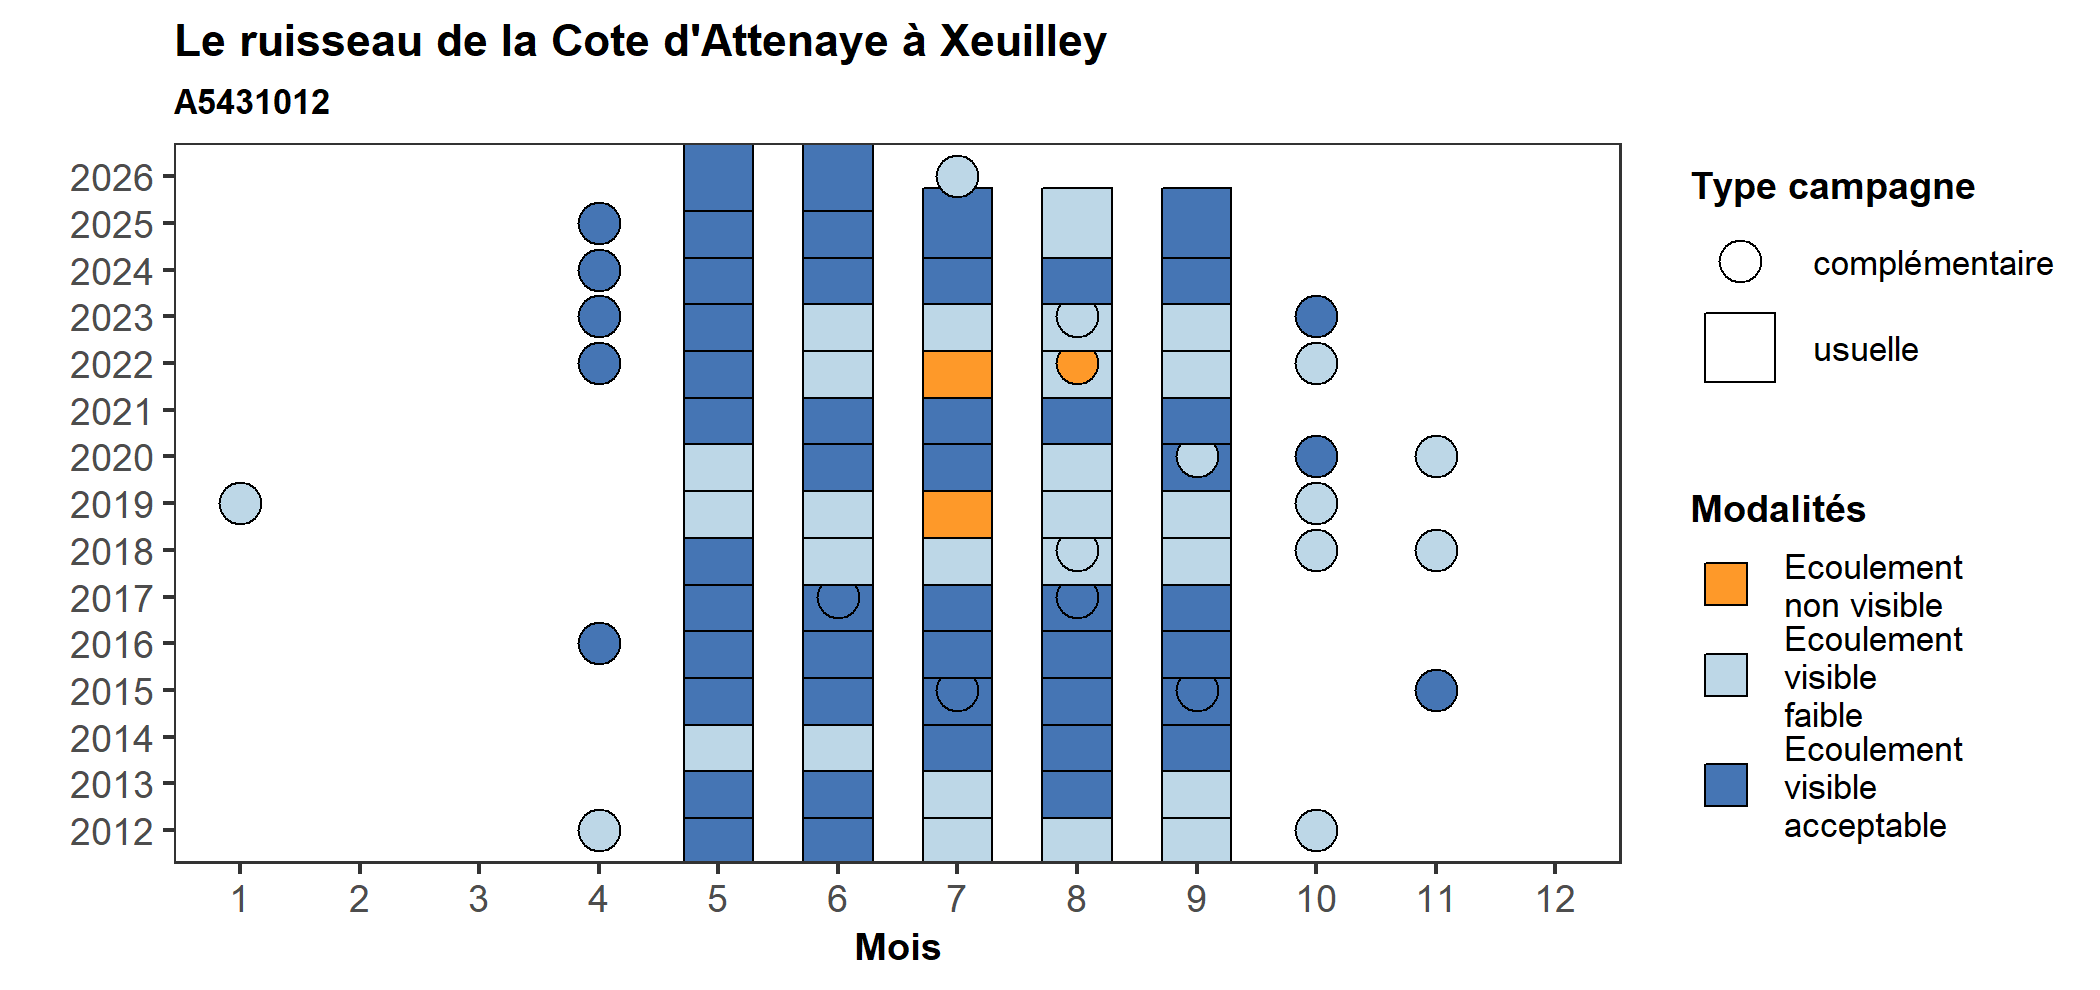 Le ruisseau de la Cote d'Attenaye à Xeuilley
A5431012
2026
2025
2024
2023
2022
2021
2020
2019
2018
2017
2016
2015
2014
2013
2012
1 2 3 4 5 6 7 8 9 10 11 12
Mois
Type campagne
complémentaire
usuelle
Modalités
Ecoulement
non visible
Ecoulement
visible
faible
Ecoulement
visible
acceptable